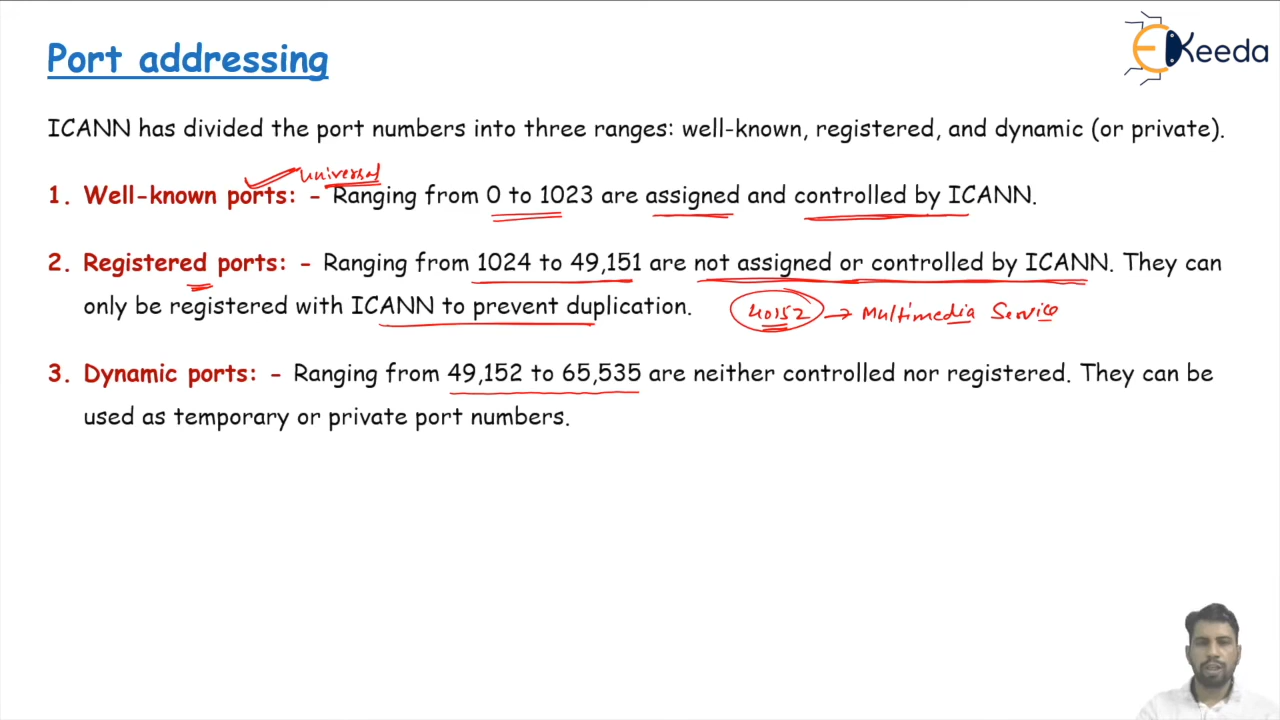 Port addressing
EKeeda
ICANN has divided the port numbers into three ranges: well-known, registered, and dynamic (or private).
universal
1. Well-known ports: - Ranging from 0 to 1023 are assigned and controlled by ICANN.
2. Registered ports: - Ranging from 1024 to 49,151 are not assigned or controlled by ICANN. They can
only be registered with ICANN to prevent duplication.
40152 → Multimedia Service
3. Dynamic ports: - Ranging from 49,152 to 65,535 are neither controlled nor registered. They can be
used as temporary or private port numbers.